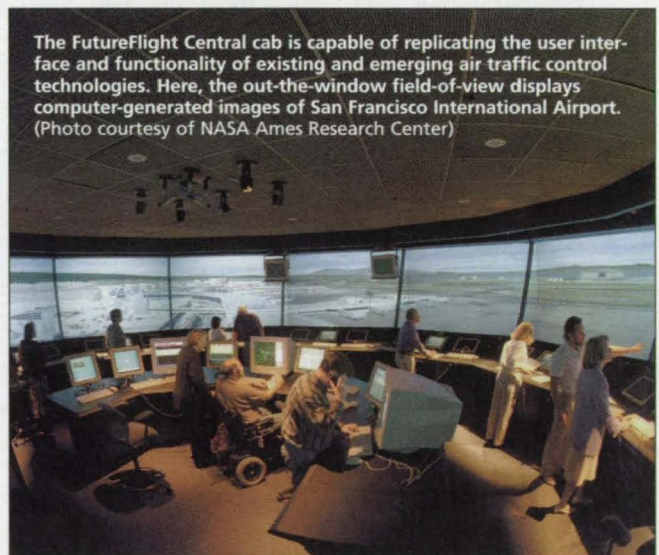 The FutureFlight Central cab is capable of replicating the user inter-
face and functionality of existing and emerging air traffic control
technologies. Here, the out-the-window field-of-view displays
computer-generated images of San Francisco International Airport.
(Photo courtesy of NASA Ames Research Center)